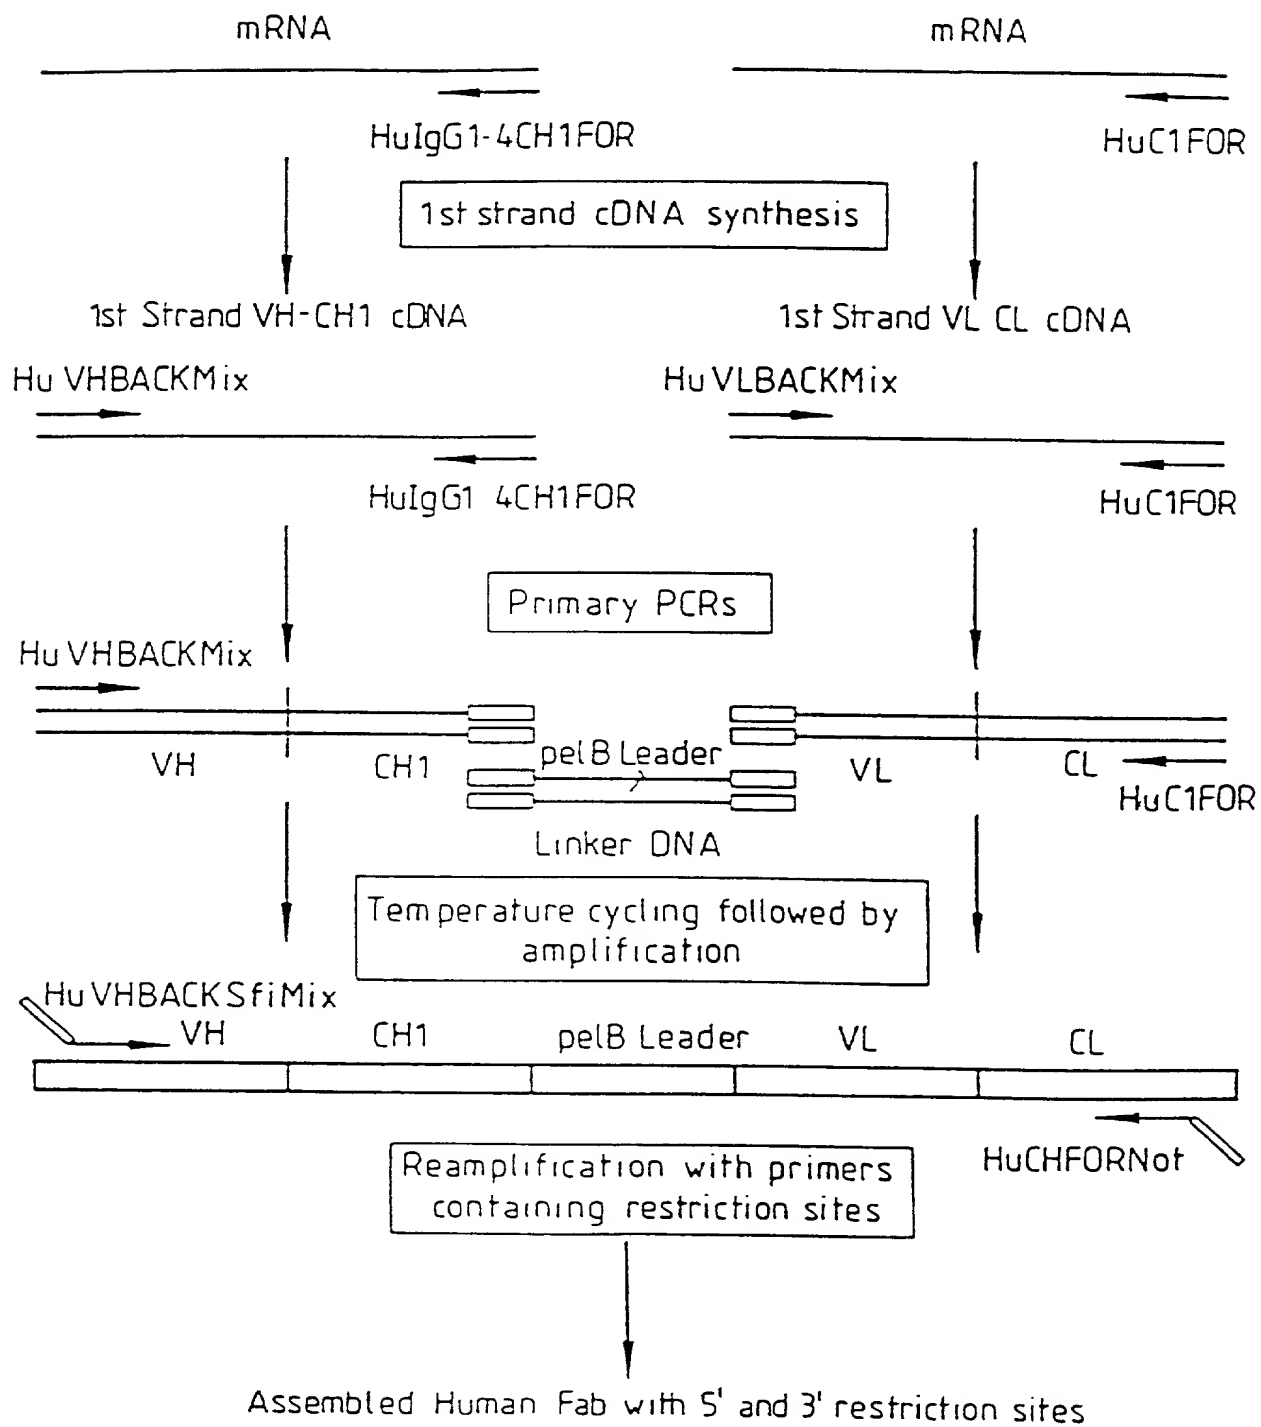 mRNA
mRNA
HuIgG1-4CH1FOR
HuC1FOR
1st strand cDNA synthesis
1st Strand VH-CH1 cDNA
1st Strand VL CL cDNA
Hu VHBACKMix
Hu VLBACKMix
HuIgG1 4CH1FOR
HuC1FOR
Primary PCRs
Hu VHBACKMix
VH
CH1
pelB Leader
VL
CL
HuC1FOR
Linker DNA
Temperature cycling followed by
amplification
Hu VHBACKSfiMix
VH
CH1
pelB Leader
VL
CL
HuCHFORNot
Reamplification with primers
containing restriction sites
Assembled Human Fab with 5' and 3' restriction sites